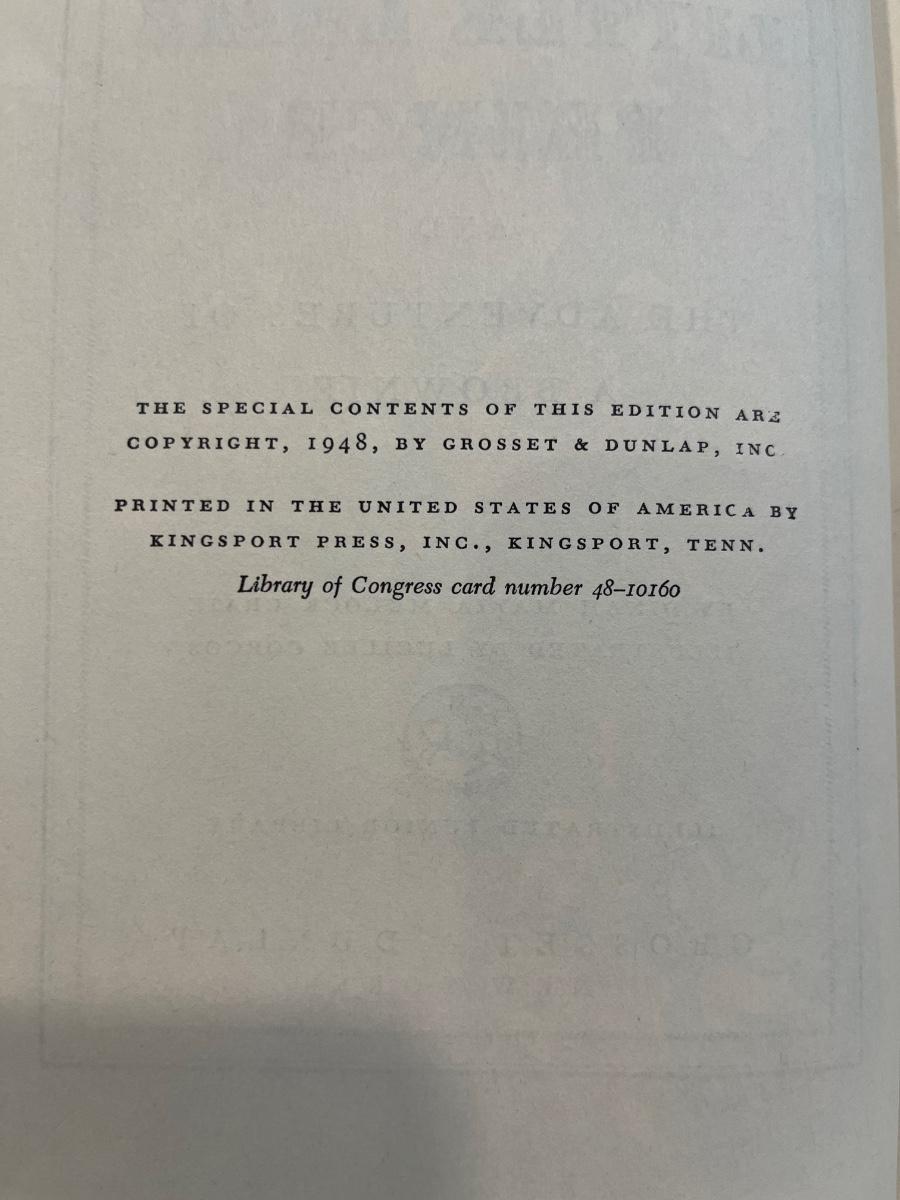 THE SPECIAL CONTENTS OF THIS EDITION ARE
COPYRIGHT, 1948, BY GROSSET & DUNLAP, INC.
PRINTED IN THE UNITED STATES OF AMERICA BY
KINGSPORT PRESS, INC., KINGSPORT, TENN.
Library of Congress card number 48–10160